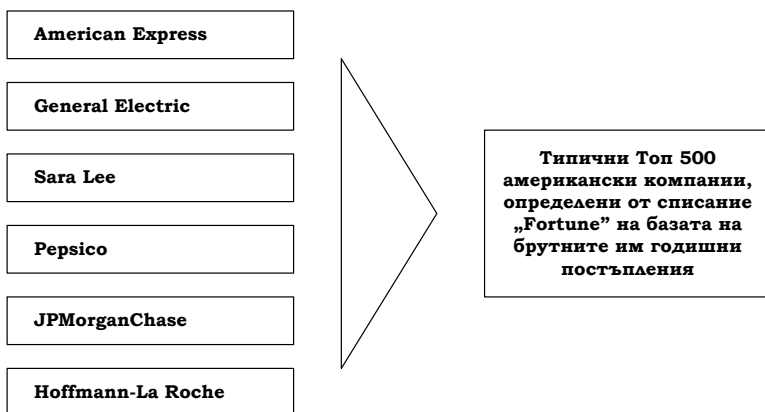 American Express
General Electric
Sara Lee
Pepsico
JPMorganChase
Hoffmann-La Roche
Типични Топ 500
американски компании,
определени от списание
„Fortune” на базата на
брутните им годишни
постъпления